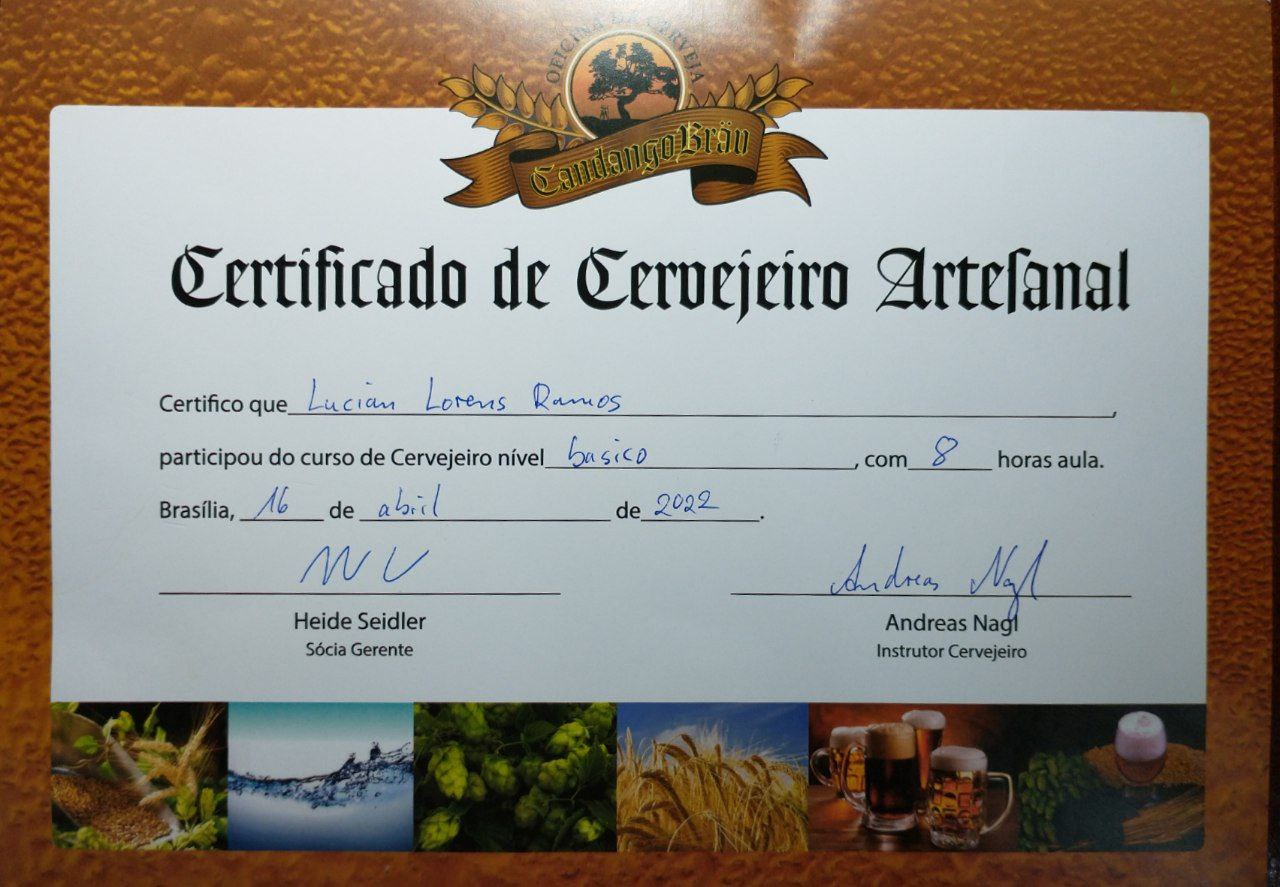 OFICINA DA CERVEJA
CandangoBräu
Certificado de Cervejeiro Arteſanal
Certifico que Lucian Lorens Ramos,
participou do curso de Cervejeiro nível basico, com 8 horas aula.
Brasília, 16 de abril de 2022.
Andreas Nagl
Heide Seidler
Andreas Nagl
Sócia Gerente
Instrutor Cervejeiro